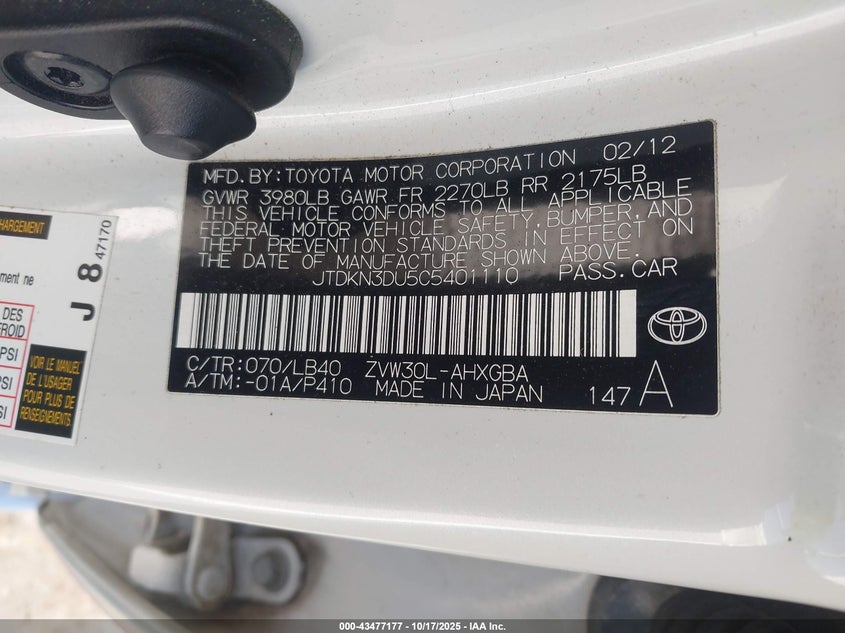 MFD.BY:TOYOTA MOTOR CORPORATION 02/12
GVWR 3980LB GAWR FR 2270LB RR 2175LB
THIS VEHICLE CONFORMS TO ALL APPLICABLE
FEDERAL MOTOR VEHICLE SAFETY,BUMPER,AND
THEFT PREVENTION STANDARDS IN EFFECT ON
THE DATE OF MANUFACTURE SHOWN ABOVE.
JTDKN3DU5C5401110 PASS.CAR
C/TR:070/LB40 ZVW30L-AHXGBA
A/TM:-01A/P410 MADE IN JAPAN 147A
HARGEMENT
J 8 47170
ment ne
DES
FROID
PSI
PSI
SI
VOIR LE MANUEL
DE L'USAGER
POUR PLUS DE
RENSEIGNEMENTS
000-43477177 - 10/17/2025 - IAA Inc.